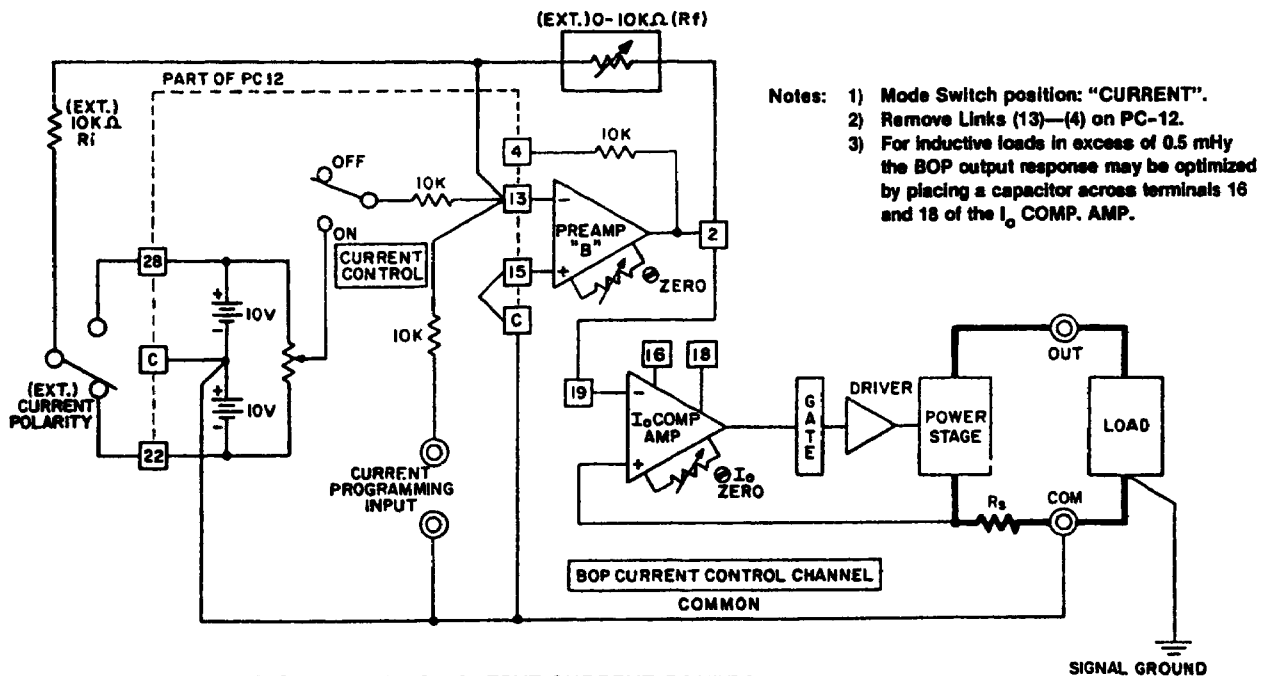 (EXT.) 0-10KΩ (Rf)
PART OF PC 12
(EXT.)
10KΩ
Ri
Notes: 1) Mode Switch position: "CURRENT".
2) Remove Links (13)—(4) on PC-12.
3) For inductive loads in excess of 0.5 mHy
the BOP output response may be optimized
by placing a capacitor across terminals 16
and 18 of the Io COMP. AMP.
4
10K
OFF
10K
13
−
PREAMP
"B"
2
ON
CURRENT
CONTROL
15
+
ZERO
28
+
10V
-
C
10K
C
+
10V
-
(EXT.)
CURRENT
POLARITY
22
16
18
OUT
19
−
IoCOMP
AMP
+
Io
ZERO
GATE
DRIVER
POWER
STAGE
LOAD
CURRENT
PROGRAMMING
INPUT
Rs
COM
BOP CURRENT CONTROL CHANNEL
COMMON
SIGNAL GROUND